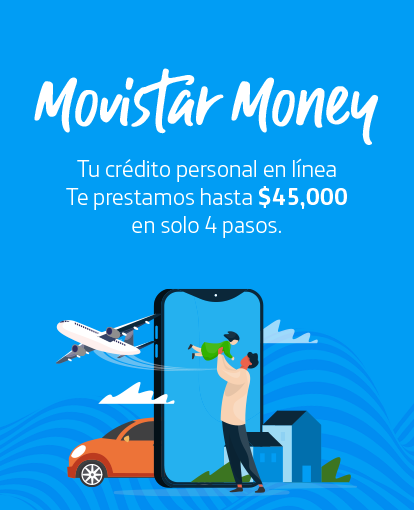 Movistar Money
Tu crédito personal en línea
Te prestamos hasta $45,000
en solo 4 pasos.